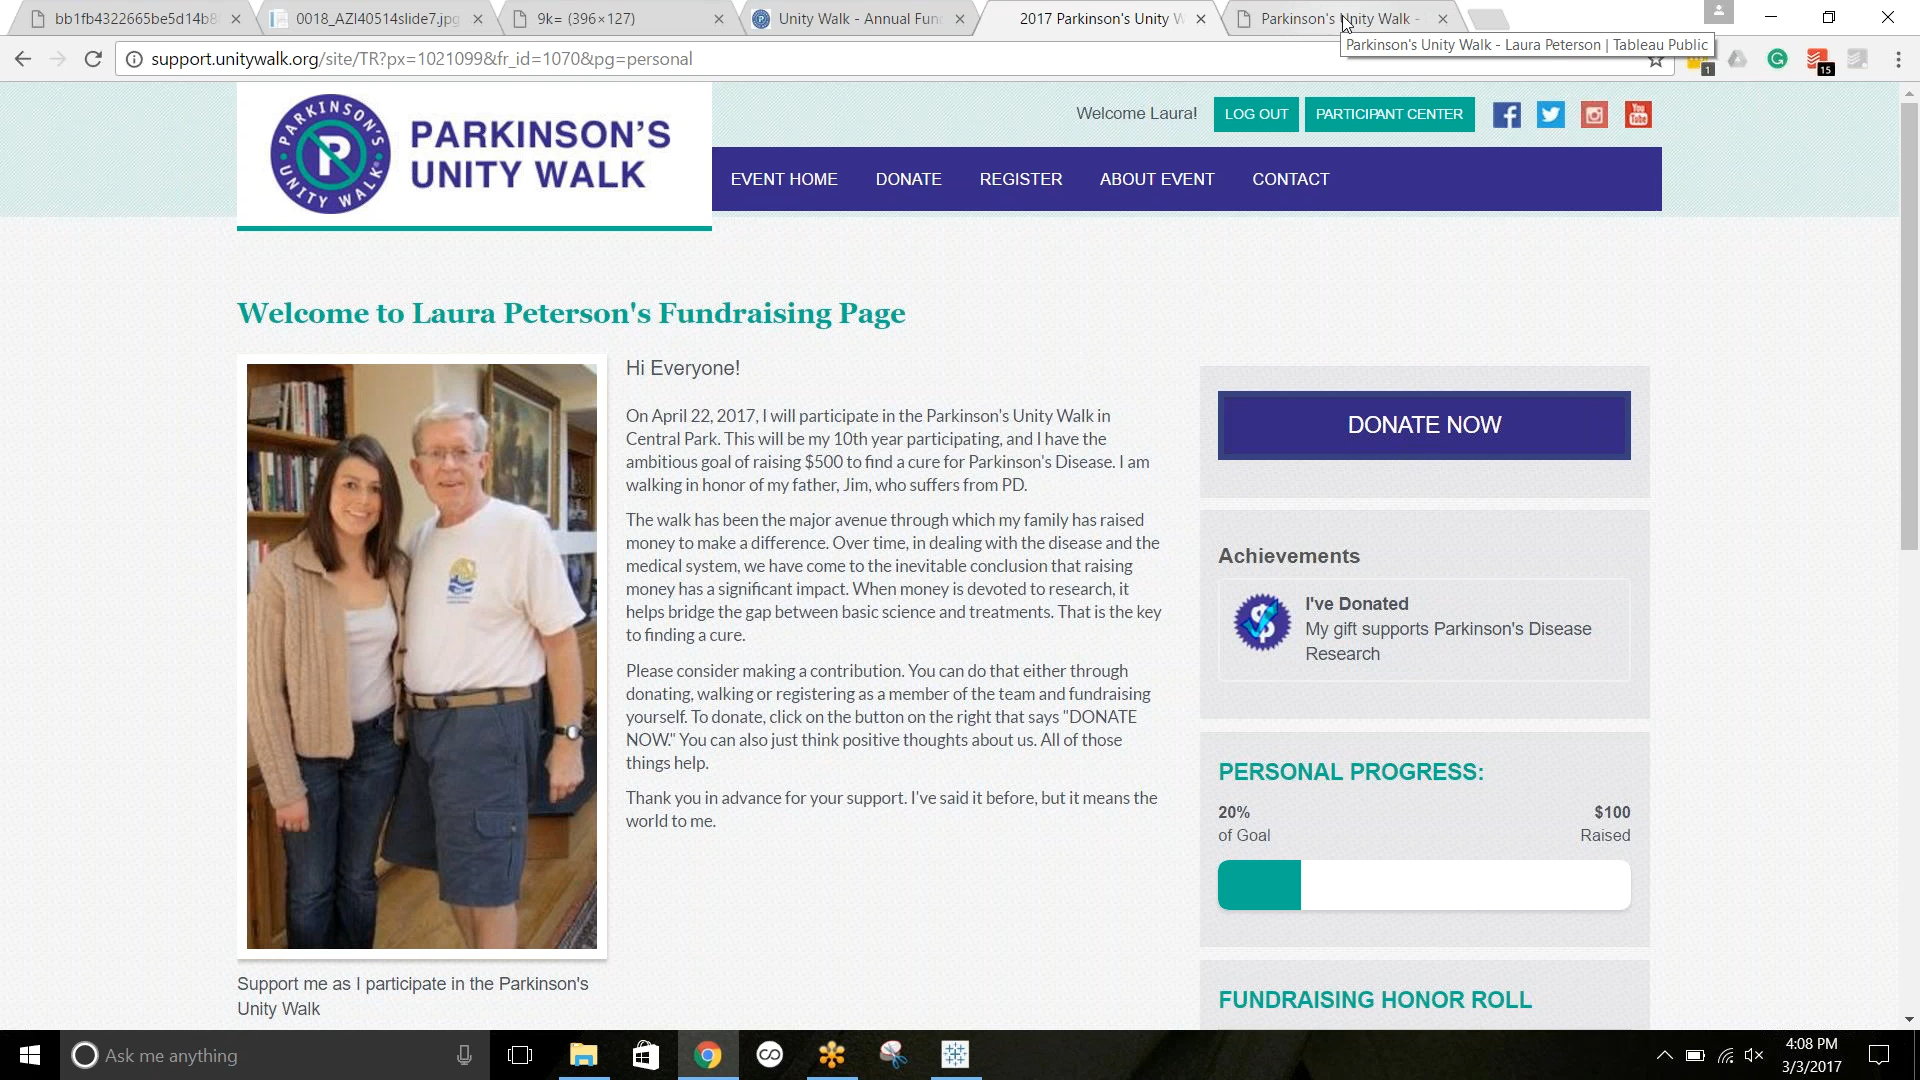 bb1fb4322665be5d14b8
0018_AZI40514slide7.jpg
9k= (396×127)
Unity Walk - Annual Fun
2017 Parkinson's Unity W
Parkinson's Unity Walk -
Parkinson's Unity Walk - Laura Peterson | Tableau Public
support.unitywalk.org/site/TR?px=1021099&fr_id=1070&pg=personal
1
15
PARKINSON'S
UNITY WALK
P
PARKINSON'S
UNITY WALK
Welcome Laura!
LOG OUT
PARTICIPANT CENTER
You
Tube
EVENT HOME
DONATE
REGISTER
ABOUT EVENT
CONTACT
Welcome to Laura Peterson's Fundraising Page
Hi Everyone!
On April 22, 2017, I will participate in the Parkinson's Unity Walk in
Central Park. This will be my 10th year participating, and I have the
ambitious goal of raising $500 to find a cure for Parkinson's Disease. I am
walking in honor of my father, Jim, who suffers from PD.
The walk has been the major avenue through which my family has raised
money to make a difference. Over time, in dealing with the disease and the
medical system, we have come to the inevitable conclusion that raising
money has a significant impact. When money is devoted to research, it
helps bridge the gap between basic science and treatments. That is the key
to finding a cure.
Please consider making a contribution. You can do that either through
donating, walking or registering as a member of the team and fundraising
yourself. To donate, click on the button on the right that says "DONATE
NOW." You can also just think positive thoughts about us. All of those
things help.
Thank you in advance for your support. I've said it before, but it means the
world to me.
Support me as I participate in the Parkinson's
Unity Walk
DONATE NOW
Achievements
I've Donated
My gift supports Parkinson's Disease
Research
PERSONAL PROGRESS:
20%
of Goal
$100
Raised
FUNDRAISING HONOR ROLL
Ask me anything
4:08 PM
3/3/2017